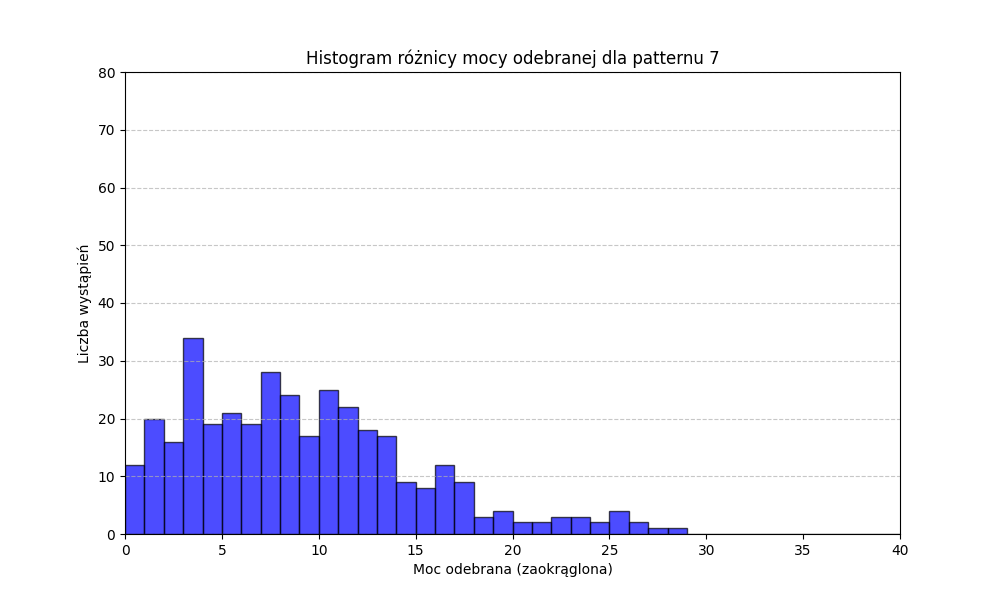 Histogram różnicy mocy odebranej dla patternu 7
80
70
60
50
40
30
20
10
0
Liczba wystąpień
0 5 10 15 20 25 30 35 40
Moc odebrana (zaokrąglona)